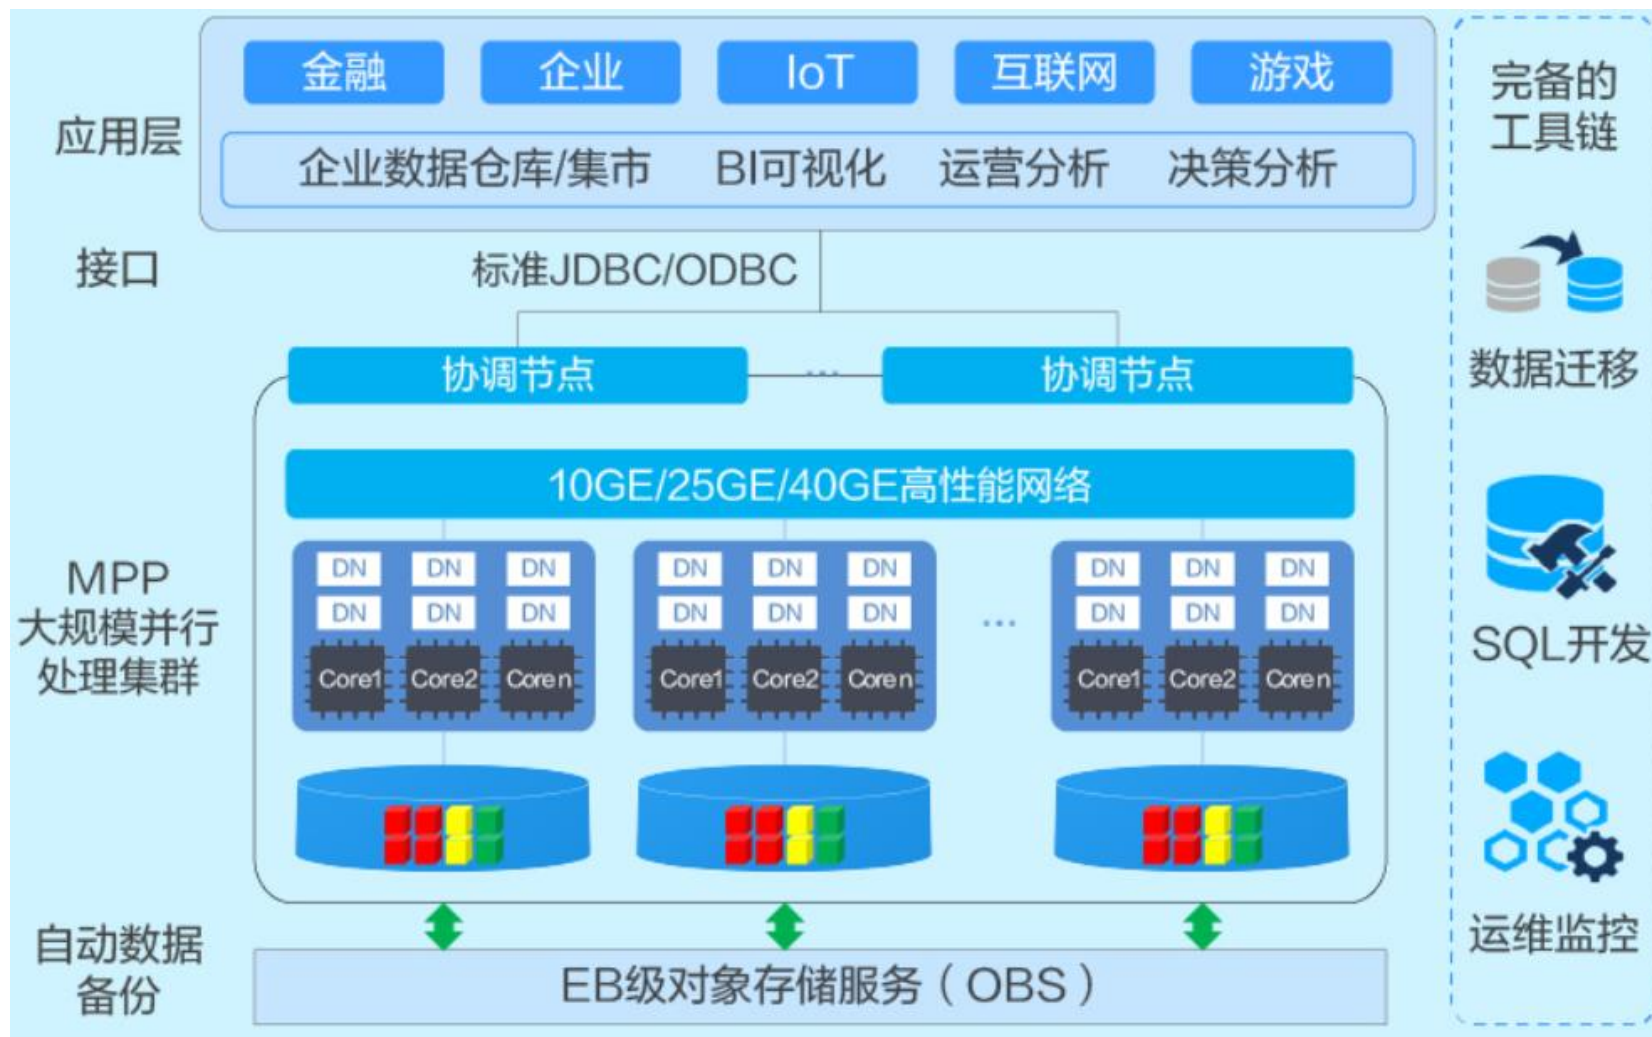 金融 企业 IoT 互联网 游戏
应用层
企业数据仓库/集市 BI可视化 运营分析 决策分析
接口
标准JDBC/ODBC
协调节点 ... 协调节点
10GE/25GE/40GE高性能网络
MPP
大规模并行
处理集群
DN DN DN DN DN DN DN DN DN
DN DN DN DN DN DN ... DN DN DN
Core1 Core2 Core n Core1 Core2 Core n Core1 Core2 Core n
自动数据
备份
EB级对象存储服务（OBS）
完备的
工具链
数据迁移
SQL开发
运维监控